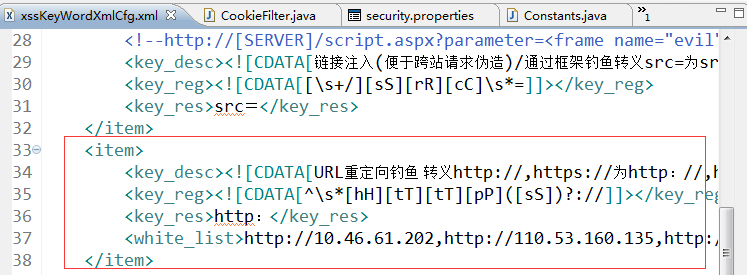 xssKeyWordXmlCfg.xml CookieFilter.java security.properties Constants.java »1
28 <!--http://[SERVER]/script.aspx?parameter=<frame name="evil"
29 <key_desc><![CDATA[链接注入(便于跨站请求伪造)/通过框架钓鱼转义src=为sr
30 <key_reg><![CDATA[[\s+/][sS][rR][cC]\s*=]]></key_reg>
31 <key_res>src＝</key_res>
32 </item>
33 <item>
34 <key_desc><![CDATA[URL重定向钓鱼 转义http://,https://为http：//,h
35 <key_reg><![CDATA[^\s*[hH][tT][tT][pP]([sS])?://]]></key_reg
36 <key_res>http：</key_res>
37 <white_list>http://10.46.61.202,http://110.53.160.135,http:/
38 </item>